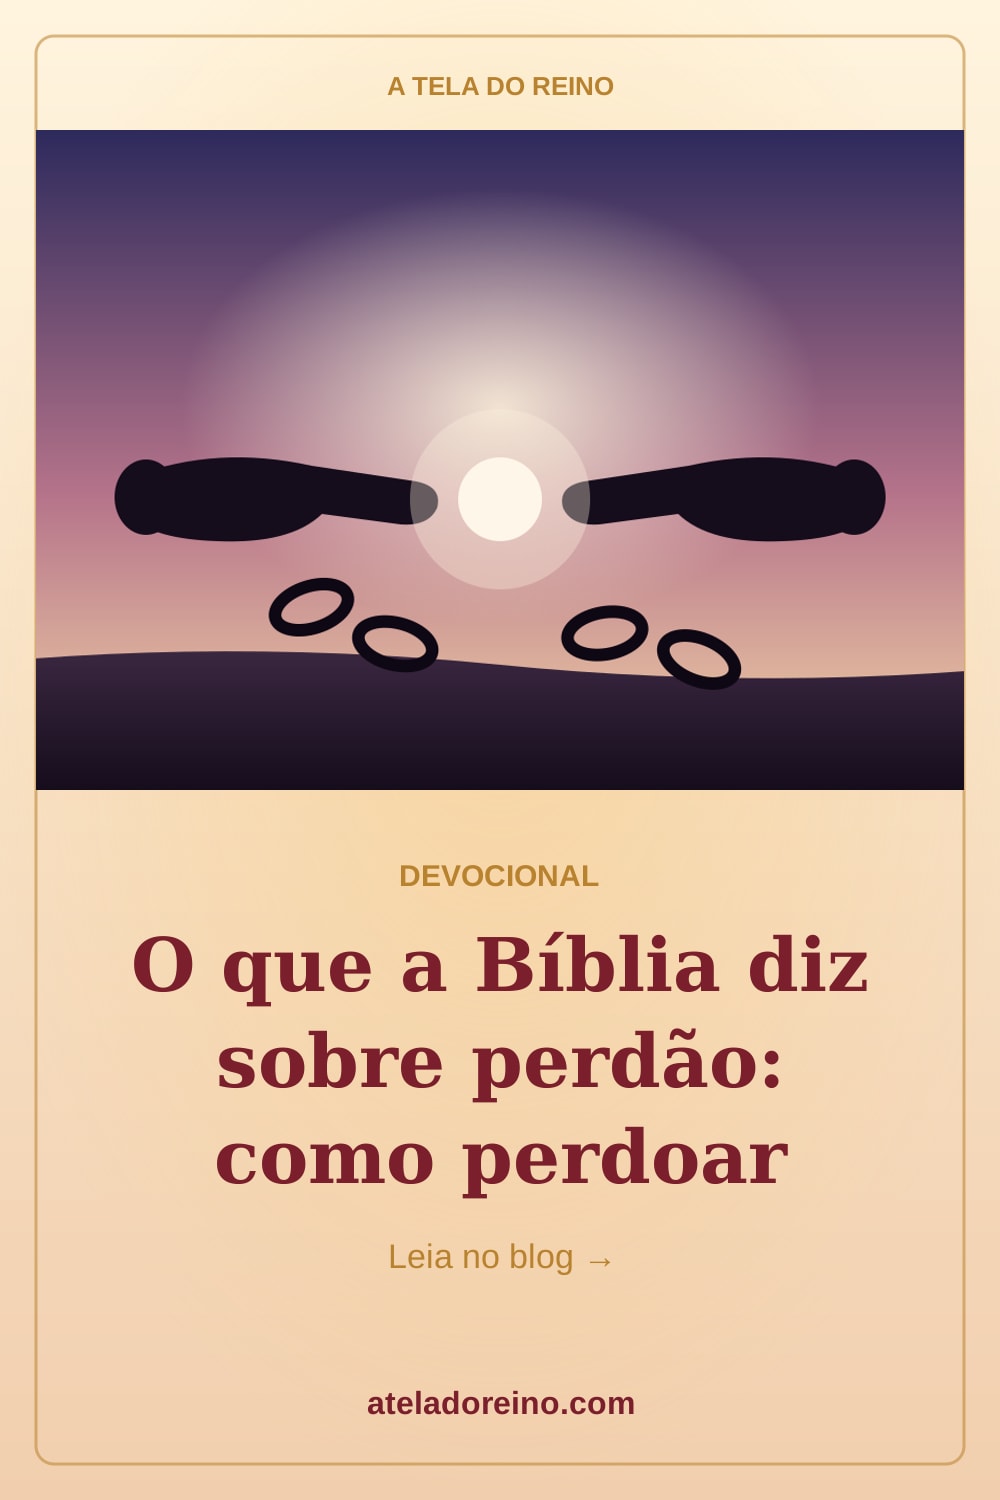 A TELA DO REINO
DEVOCIONAL
O que a Bíblia diz
sobre perdão:
como perdoar
Leia no blog →
ateladoreino.com